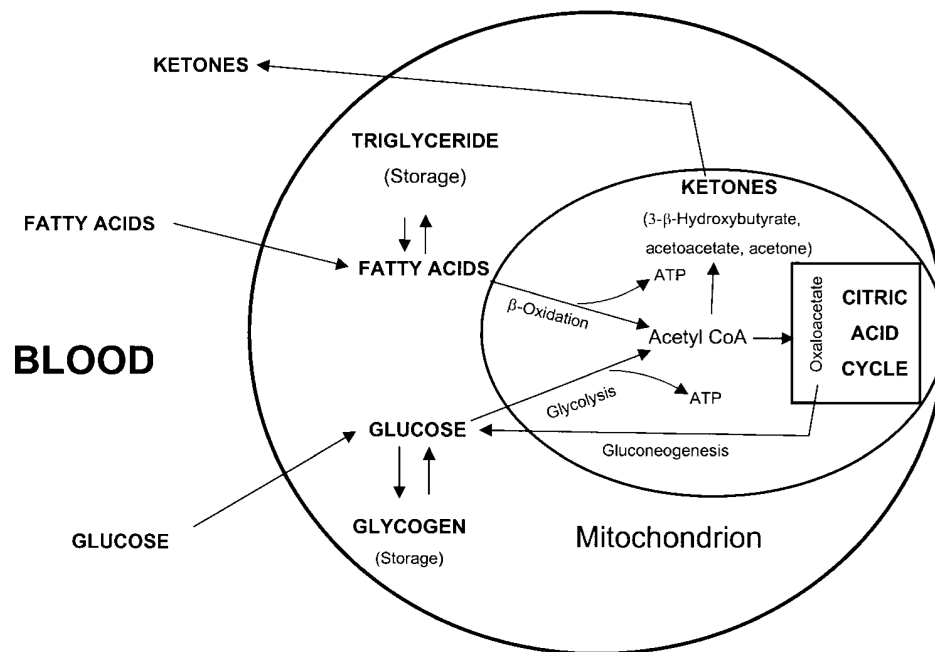 KETONES
TRIGLYCERIDE
(Storage)
KETONES
(3-β-Hydroxybutyrate,
acetoacetate, acetone)
FATTY ACIDS
FATTY ACIDS
ATP
β-Oxidation
Acetyl CoA
Oxaloacetate
CITRIC
ACID
CYCLE
BLOOD
Glycolysis
ATP
GLUCOSE
Gluconeogenesis
GLYCOGEN
(Storage)
GLUCOSE
Mitochondrion